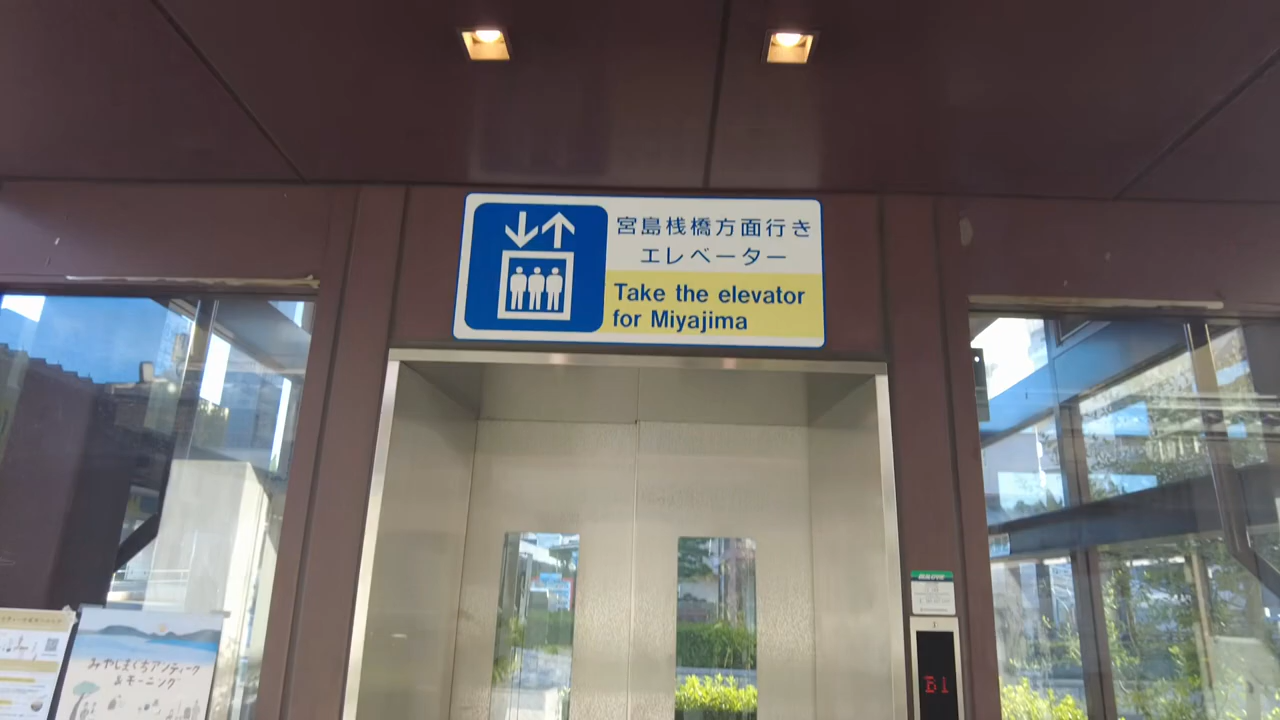 宮島桟橋方面行き
エレベーター
Take the elevator
for Miyajima
みやじまぐちアンティーク
&モーニング
B1